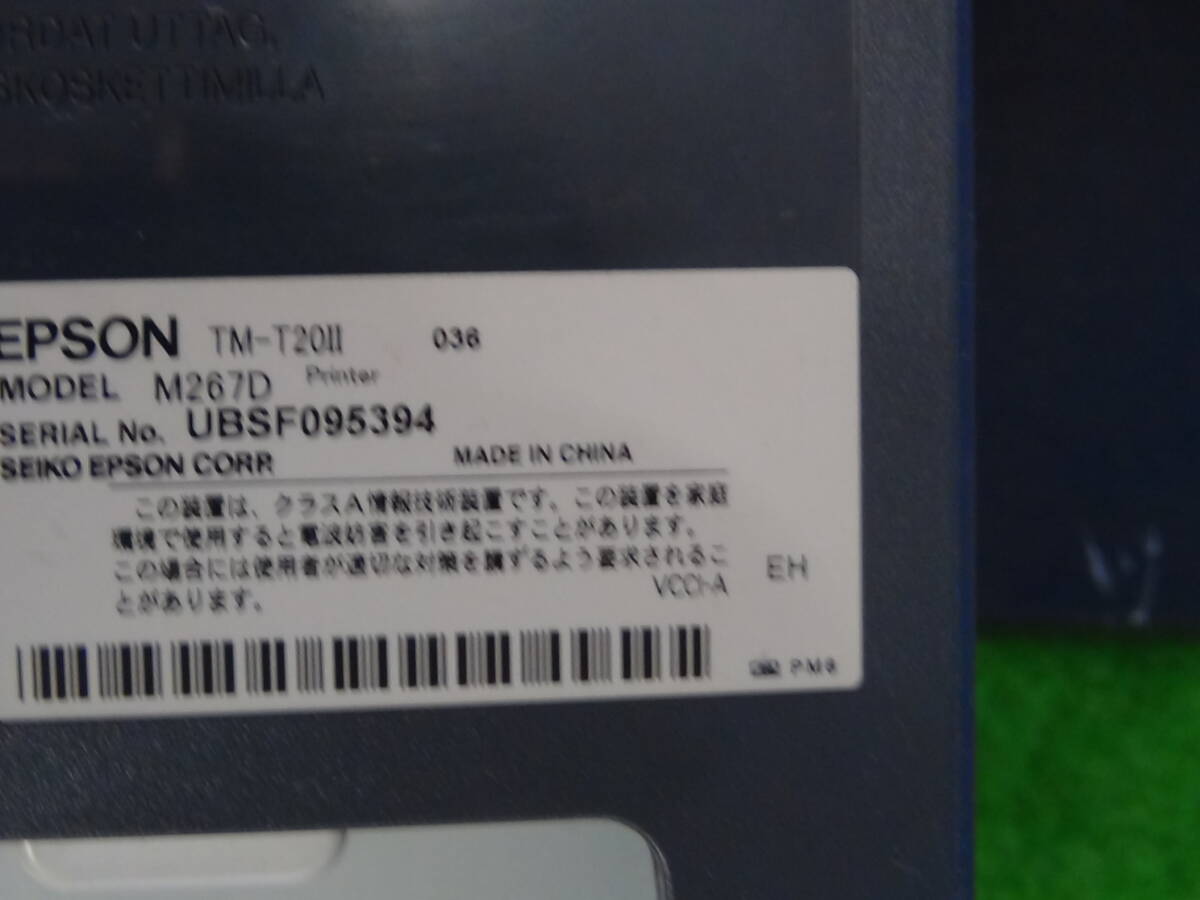 ORDAT UTTAG.
SKOSKETTIMILLA
EPSON TM-T20II 036
MODEL M267D Printer
SERIAL No. UBSF095394
SEIKO EPSON CORP. MADE IN CHINA
この装置は、クラスA情報技術装置です。この装置を家庭
環境で使用すると電波妨害を引き起こすことがあります。
この場合には使用者が適切な対策を講ずるよう要求されるこ
とがあります。 VCCI-A
EH
PM6